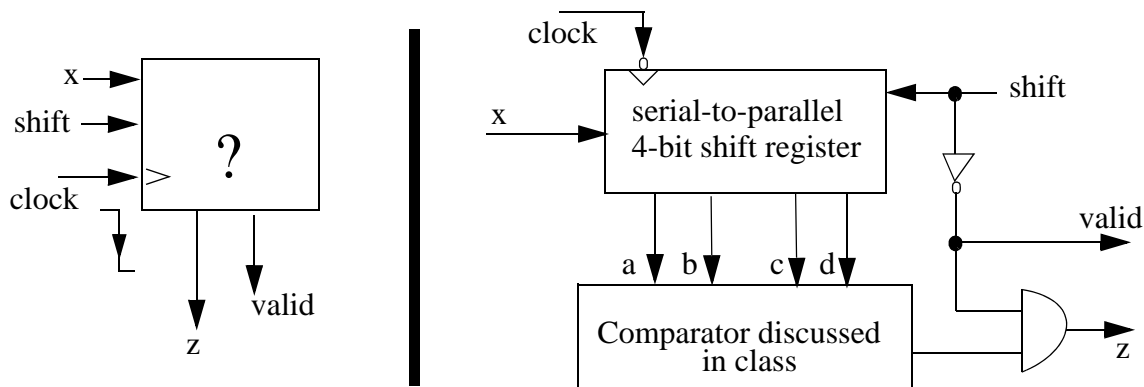 x
shift
clock
?
z
valid
clock
x
serial-to-parallel
4-bit shift register
shift
valid
a b c d
Comparator discussed
in class
z